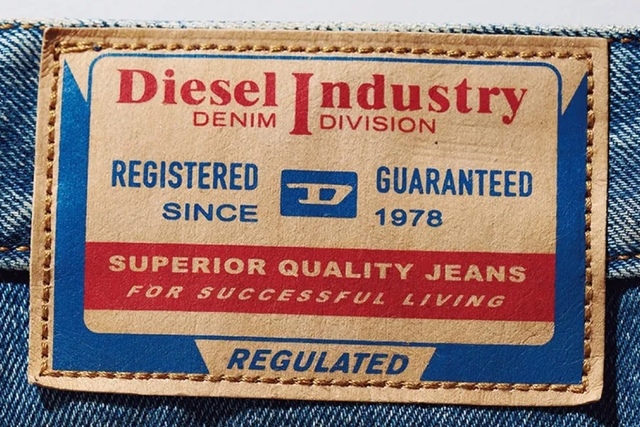 Diesel Industry
DENIM DIVISION
REGISTERED D GUARANTEED
SINCE 1978
SUPERIOR QUALITY JEANS
FOR SUCCESSFUL LIVING
REGULATED